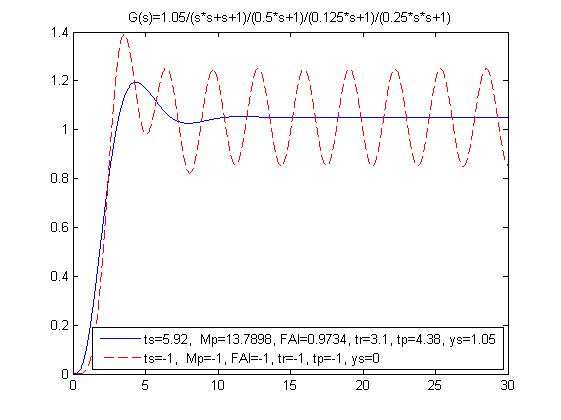 G(s)=1.05/(s*s+s+1)/(0.5*s+1)/(0.125*s+1)/(0.25*s*s+1)
1.4
1.2
1
0.8
0.6
0.4
0.2
0
ts=5.92, Mp=13.7898, FAI=0.9734, tr=3.1, tp=4.38, ys=1.05
ts=-1, Mp=-1, FAI=-1, tr=-1, tp=-1, ys=0
0 5 10 15 20 25 30